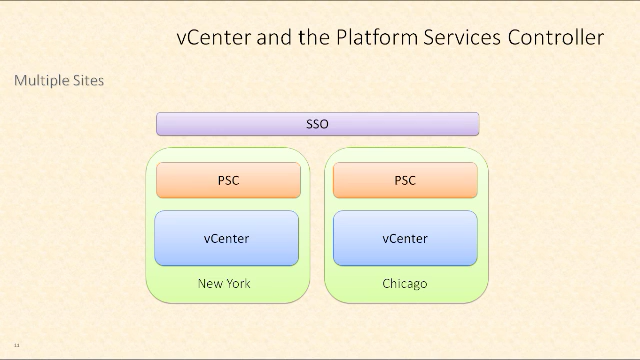 vCenter and the Platform Services Controller
Multiple Sites
SSO
PSC
PSC
vCenter
vCenter
New York
Chicago